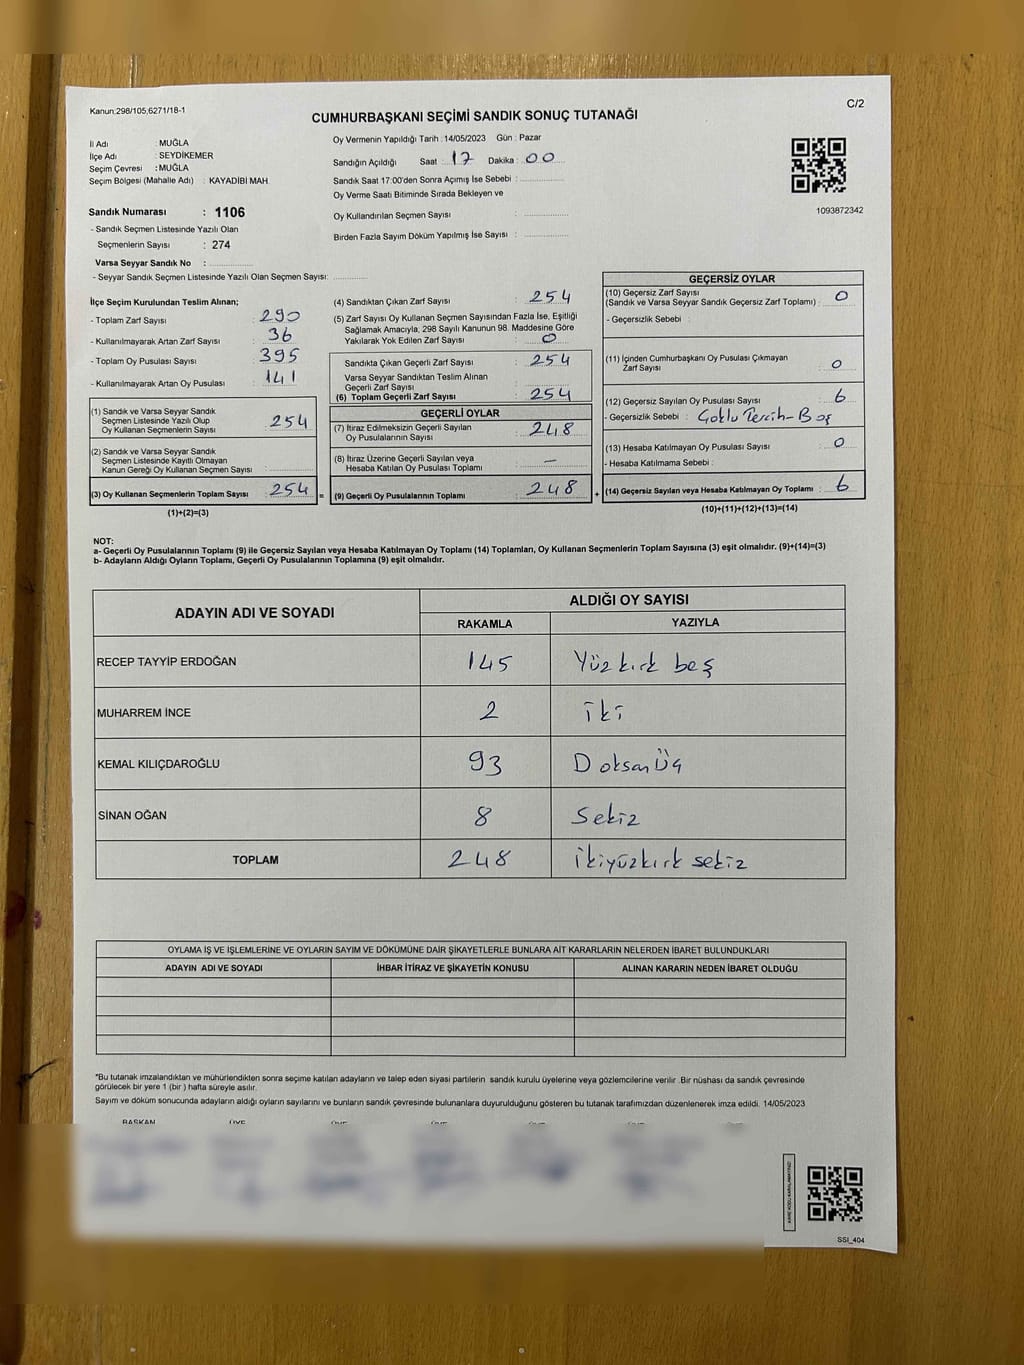 Kanun:298/105,6271/18-1
C/2
CUMHURBAŞKANI SEÇİMİ SANDIK SONUÇ TUTANAĞI
İl Adı : MUĞLA
İlçe Adı : SEYDİKEMER
Seçim Çevresi : MUĞLA
Seçim Bölgesi (Mahalle Adı) : KAYADİBİ MAH.
Oy Vermenin Yapıldığı Tarih : 14/05/2023 Gün : Pazar
Sandığın Açıldığı Saat : 17 Dakika : 00
Sandık Saat 17:00'den Sonra Açımış İse Sebebi :
Oy Verme Saati Bitiminde Sırada Bekleyen ve
Oy Kullandırılan Seçmen Sayısı :
Birden Fazla Sayım Döküm Yapılmış İse Sayısı :
1093872342
Sandık Numarası : 1106
- Sandık Seçmen Listesinde Yazılı Olan
Seçmenlerin Sayısı : 274
Varsa Seyyar Sandık No :
- Seyyar Sandık Seçmen Listesinde Yazılı Olan Seçmen Sayısı:
İlçe Seçim Kurulundan Teslim Alınan;
- Toplam Zarf Sayısı : 290
- Kullanılmayarak Artan Zarf Sayısı : 36
- Toplam Oy Pusulası Sayısı : 395
- Kullanılmayarak Artan Oy Pusulası : 141
(1) Sandık ve Varsa Seyyar Sandık
Seçmen Listesinde Yazılı Olup
Oy Kullanan Seçmenlerin Sayısı : 254
(2) Sandık ve Varsa Seyyar Sandık
Seçmen Listesinde Kayıtlı Olmayan
Kanun Gereği Oy Kullanan Seçmen Sayısı :
(3) Oy Kullanan Seçmenlerin Toplam Sayısı : 254 =
(1)+(2)=(3)
(4) Sandıktan Çıkan Zarf Sayısı : 254
(5) Zarf Sayısı Oy Kullanan Seçmen Sayısından Fazla İse, Eşitliği
Sağlamak Amacıyla, 298 Sayılı Kanunun 98. Maddesine Göre
Yakılarak Yok Edilen Zarf Sayısı : 0
Sandıkta Çıkan Geçerli Zarf Sayısı : 254
Varsa Seyyar Sandıktan Teslim Alınan
Geçerli Zarf Sayısı :
(6) Toplam Geçerli Zarf Sayısı : 254
GEÇERLİ OYLAR
(7) İtiraz Edilmeksizin Geçerli Sayılan
Oy Pusulalarının Sayısı : 248
(8) İtiraz Üzerine Geçerli Sayılan veya
Hesaba Katılan Oy Pusulası Toplamı : —
(9) Geçerli Oy Pusulalarının Toplamı : 248 +
GEÇERSİZ OYLAR
(10) Geçersiz Zarf Sayısı
(Sandık ve Varsa Seyyar Sandık Geçersiz Zarf Toplamı) : 0
- Geçersizlik Sebebi :
(11) İçinden Cumhurbaşkanı Oy Pusulası Çıkmayan
Zarf Sayısı : 0
(12) Geçersiz Sayılan Oy Pusulası Sayısı : 6
- Geçersizlik Sebebi : Çoklu Tercih-Boş
(13) Hesaba Katılmayan Oy Pusulası Sayısı : 0
- Hesaba Katılmama Sebebi :
(14) Geçersiz Sayılan veya Hesaba Katılmayan Oy Toplamı : 6
(10)+(11)+(12)+(13)=(14)
NOT:
a- Geçerli Oy Pusulalarının Toplamı (9) ile Geçersiz Sayılan veya Hesaba Katılmayan Oy Toplamı (14) Toplamları, Oy Kullanan Seçmenlerin Toplam Sayısına (3) eşit olmalıdır. (9)+(14)=(3)
b- Adayların Aldığı Oyların Toplamı, Geçerli Oy Pusulalarının Toplamına (9) eşit olmalıdır.
ADAYIN ADI VE SOYADI ALDIĞI OY SAYISI
RAKAMLA YAZIYLA
RECEP TAYYİP ERDOĞAN 145 Yüzkırk beş
MUHARREM İNCE 2 İki
KEMAL KILIÇDAROĞLU 93 DoksanÜç
SİNAN OĞAN 8 Sekiz
TOPLAM 248 İkiyüzkırk sekiz
OYLAMA İŞ VE İŞLEMLERİNE VE OYLARIN SAYIM VE DÖKÜMÜNE DAİR ŞİKAYETLERLE BUNLARA AİT KARARLARIN NELERDEN İBARET BULUNDUKLARI
ADAYIN ADI VE SOYADI İHBAR İTİRAZ VE ŞİKAYETİN KONUSU ALINAN KARARIN NEDEN İBARET OLDUĞU
*Bu tutanak imzalandıktan ve mühürlendikten sonra seçime katılan adayların ve talep eden siyasi partilerin sandık kurulu üyelerine veya gözlemcilerine verilir .Bir nüshası da sandık çevresinde
görülecek bir yere 1 (bir ) hafta süreyle asılır.
Sayım ve döküm sonucunda adayların aldığı oyların sayılarını ve bunların sandık çevresinde bulunanlara duyurulduğunu gösteren bu tutanak tarafımızdan düzenlenerek imza edildi. 14/05/2023
BAŞKAN ÜYE ÜYE ÜYE ÜYE ÜYE
SSI_404